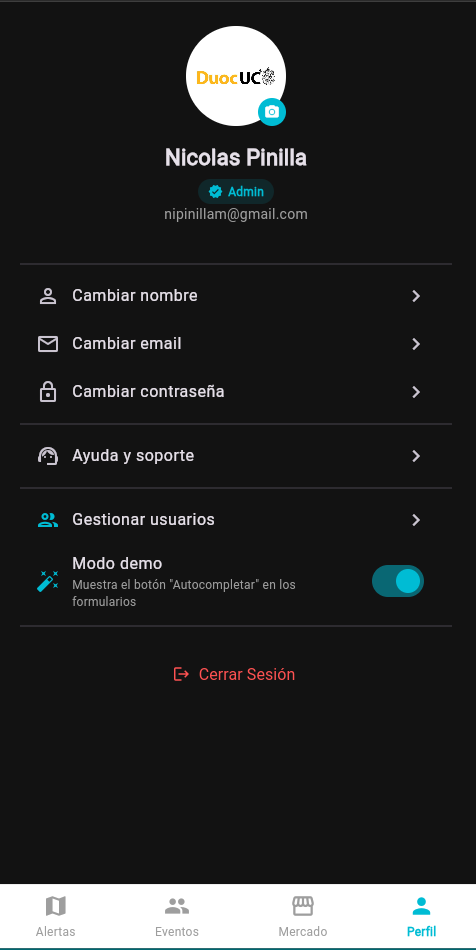 DuocUC
Nicolas Pinilla
Admin
nipinillam@gmail.com
Cambiar nombre
Cambiar email
Cambiar contraseña
Ayuda y soporte
Gestionar usuarios
Modo demo
Muestra el botón "Autocompletar" en los
formularios
Cerrar Sesión
Alertas
Eventos
Mercado
Perfil